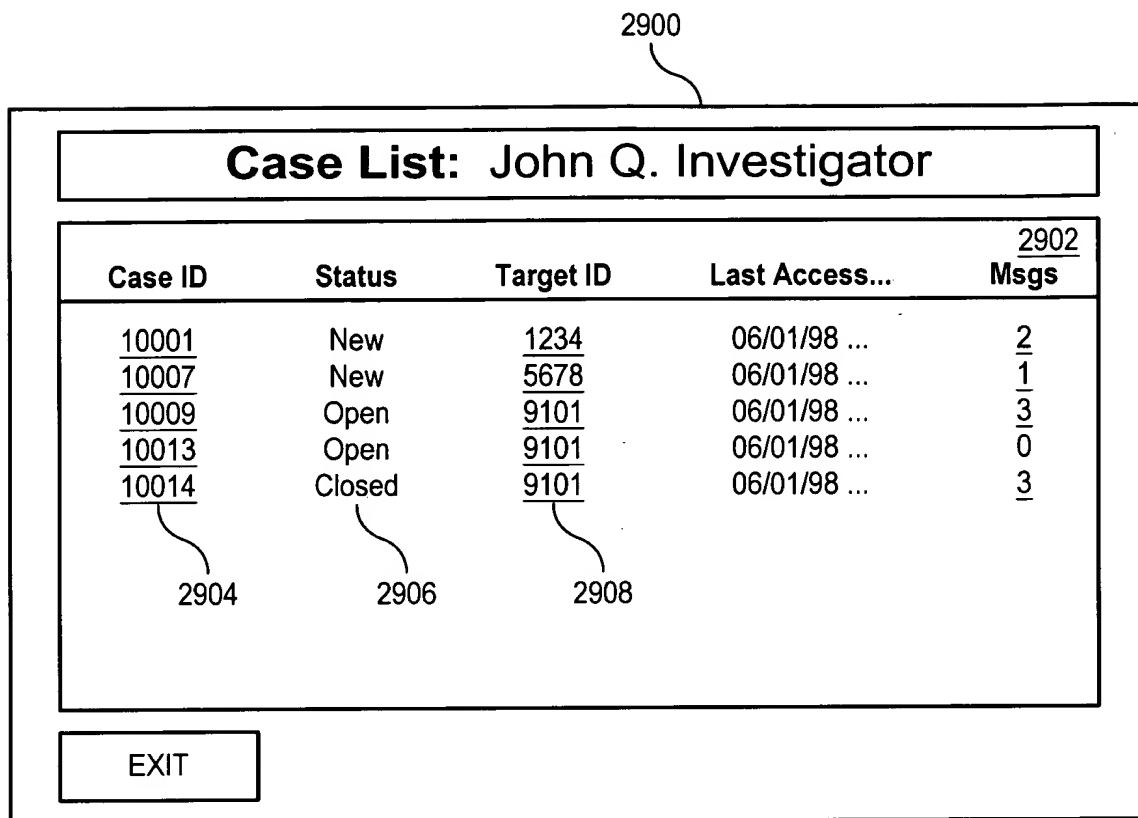 2900
Case List: John Q. Investigator
2902
Case ID Status Target ID Last Access... Msgs
10001 New 1234 06/01/98 ... 2
10007 New 5678 06/01/98 ... 1
10009 Open 9101 06/01/98 ... 3
10013 Open 9101 06/01/98 ... 0
10014 Closed 9101 06/01/98 ... 3
2904 2906 2908
EXIT